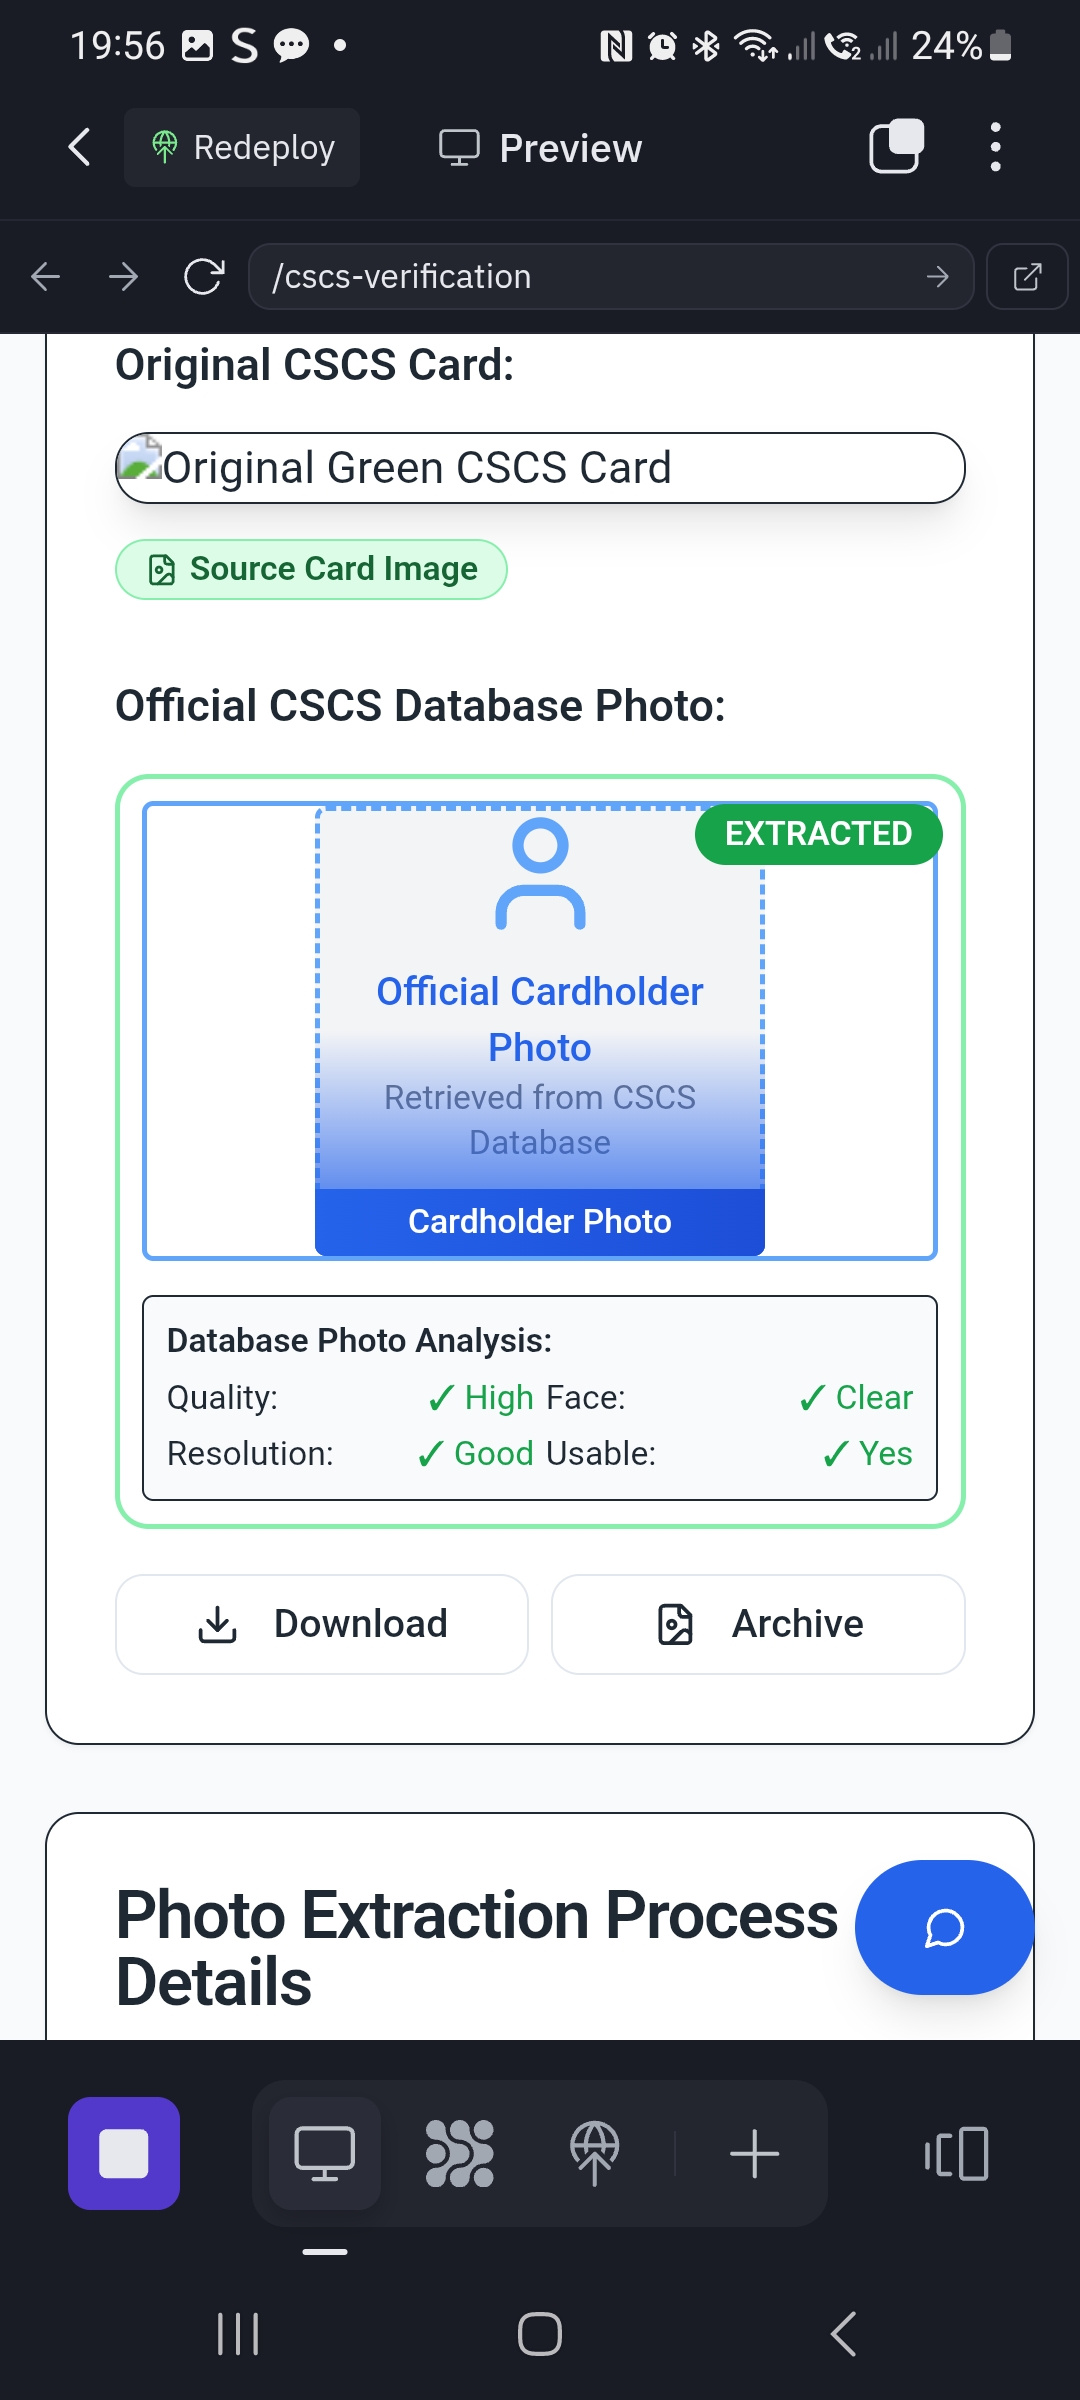 19:56
24%
Redeploy
Preview
/cscs-verification
Original CSCS Card:
Original Green CSCS Card
Source Card Image
Official CSCS Database Photo:
EXTRACTED
Official Cardholder
Photo
Retrieved from CSCS
Database
Cardholder Photo
Database Photo Analysis:
Quality: ✓ High Face: ✓ Clear
Resolution: ✓ Good Usable: ✓ Yes
Download
Archive
Photo Extraction Process
Details